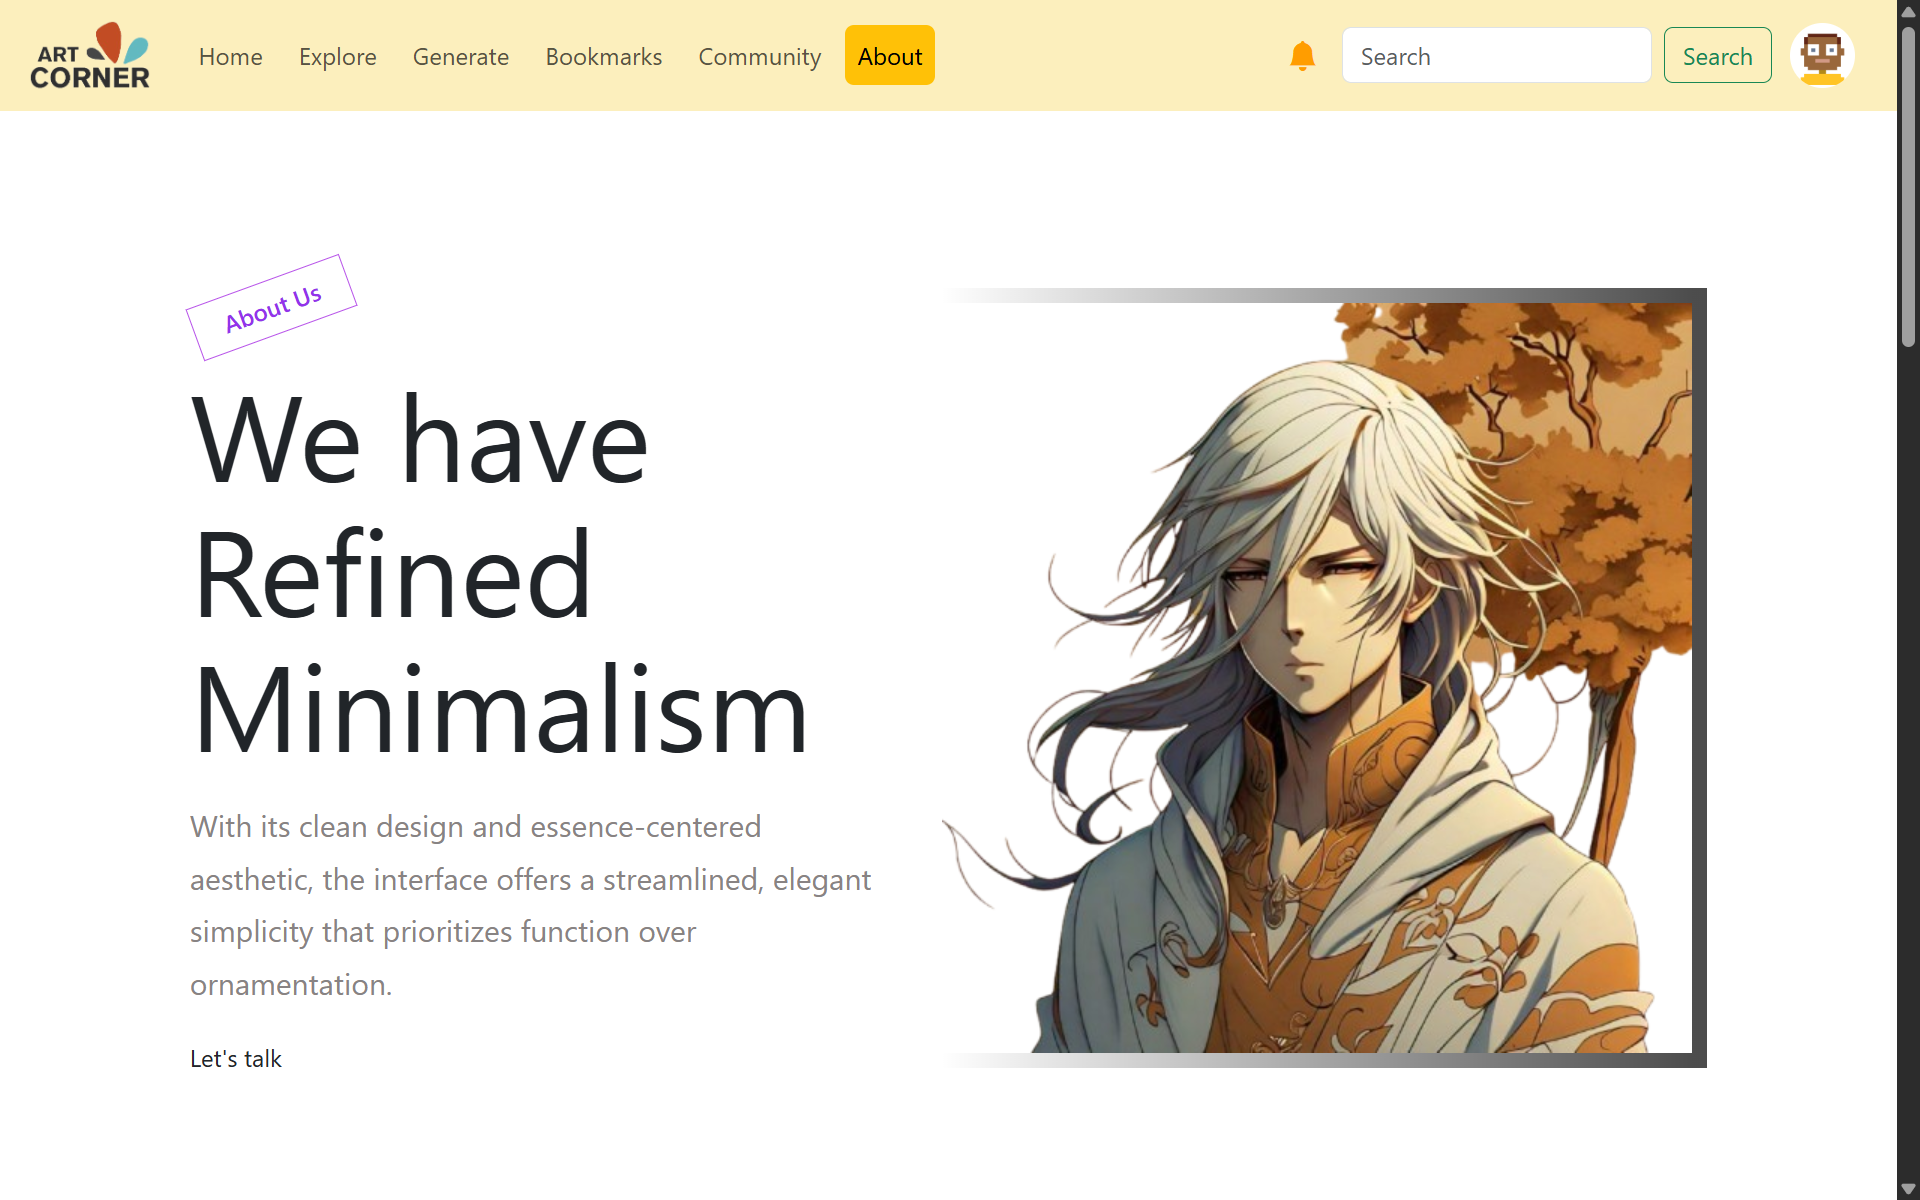 ART
CORNER
Home
Explore
Generate
Bookmarks
Community
About
Search
Search
About Us
We have
Refined
Minimalism
With its clean design and essence-centered
aesthetic, the interface offers a streamlined, elegant
simplicity that prioritizes function over
ornamentation.
Let's talk